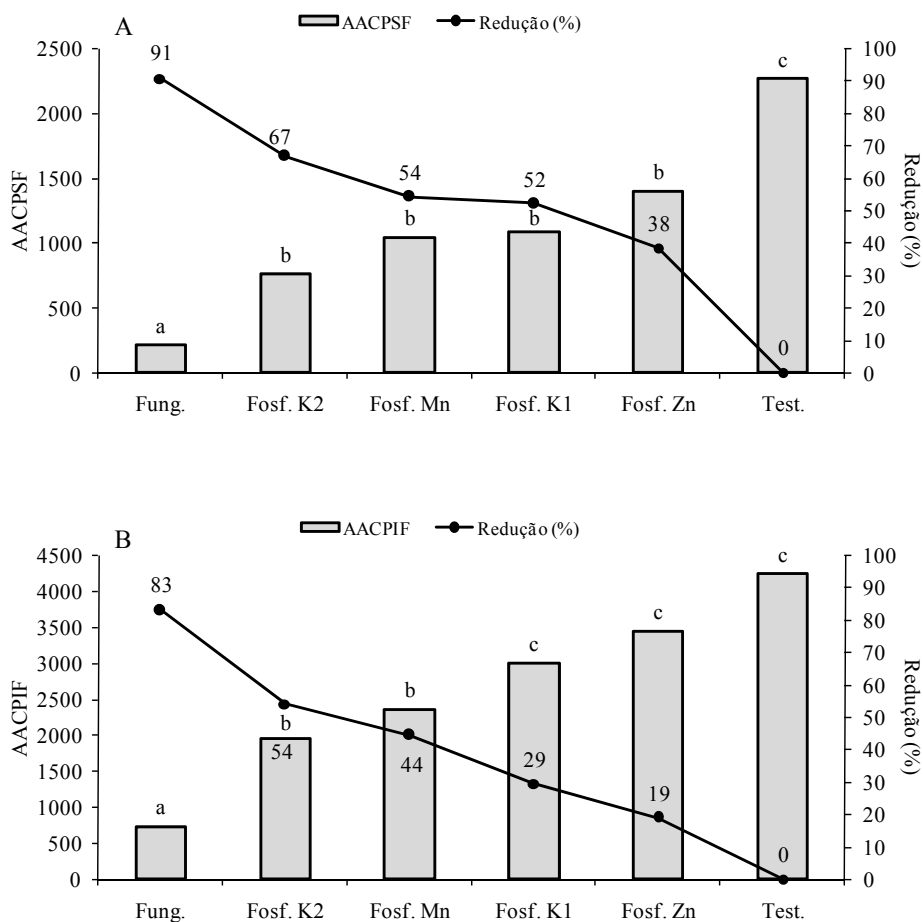 A
AACPSF Redução (%)
2500
2000
1500
1000
500
0
AACPSF
100
90
80
70
60
50
40
30
20
10
0
Redução (%)
91 67 54 52 38 0
a b b b b c
Fung. Fosf. K2 Fosf. Mn Fosf. K1 Fosf. Zn Test.
B
AACPIF Redução (%)
4500
4000
3500
3000
2500
2000
1500
1000
500
0
AACPIF
100
90
80
70
60
50
40
30
20
10
0
Redução (%)
83 54 44 29 19 0
a b b c c c
Fung. Fosf. K2 Fosf. Mn Fosf. K1 Fosf. Zn Test.